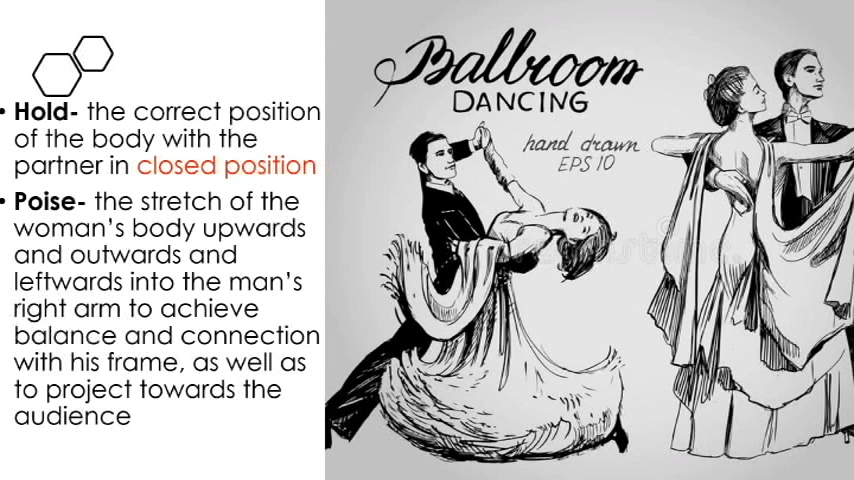 • Hold- the correct position
of the body with the
partner in closed position
• Poise- the stretch of the
woman’s body upwards
and outwards and
leftwards into the man’s
right arm to achieve
balance and connection
with his frame, as well as
to project towards the
audience
Ballroom
DANCING
hand drawn
EPS 10